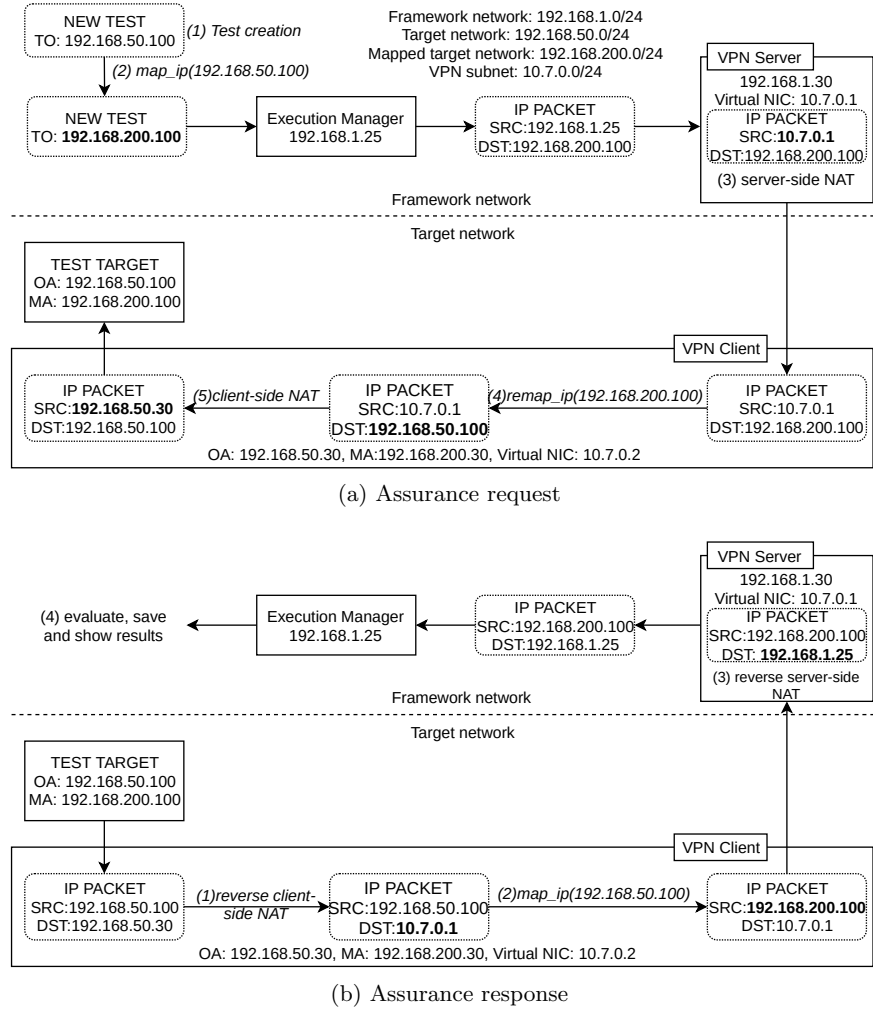 NEW TEST
TO: 192.168.50.100
(1) Test creation
Framework network: 192.168.1.0/24
Target network: 192.168.50.0/24
Mapped target network: 192.168.200.0/24
VPN subnet: 10.7.0.0/24
(2) map_ip(192.168.50.100)
NEW TEST
TO: 192.168.200.100
Execution Manager
192.168.1.25
IP PACKET
SRC:192.168.1.25
DST:192.168.200.100
VPN Server
192.168.1.30
Virtual NIC: 10.7.0.1
IP PACKET
SRC:10.7.0.1
DST:192.168.200.100
(3) server-side NAT
Framework network
Target network
TEST TARGET
OA: 192.168.50.100
MA: 192.168.200.100
VPN Client
IP PACKET
SRC:192.168.50.30
DST:192.168.50.100
(5)client-side NAT
IP PACKET
SRC:10.7.0.1
DST:192.168.50.100
(4)remap_ip(192.168.200.100)
IP PACKET
SRC:10.7.0.1
DST:192.168.200.100
OA: 192.168.50.30, MA:192.168.200.30, Virtual NIC: 10.7.0.2
(a) Assurance request
(4) evaluate, save
and show results
Execution Manager
192.168.1.25
IP PACKET
SRC:192.168.200.100
DST:192.168.1.25
VPN Server
192.168.1.30
Virtual NIC: 10.7.0.1
IP PACKET
SRC:192.168.200.100
DST: 192.168.1.25
(3) reverse server-side
NAT
Framework network
Target network
TEST TARGET
OA: 192.168.50.100
MA: 192.168.200.100
VPN Client
IP PACKET
SRC:192.168.50.100
DST:192.168.50.30
(1)reverse client-
side NAT
IP PACKET
SRC:192.168.50.100
DST:10.7.0.1
(2)map_ip(192.168.50.100)
IP PACKET
SRC:192.168.200.100
DST:10.7.0.1
OA: 192.168.50.30, MA: 192.168.200.30, Virtual NIC: 10.7.0.2
(b) Assurance response